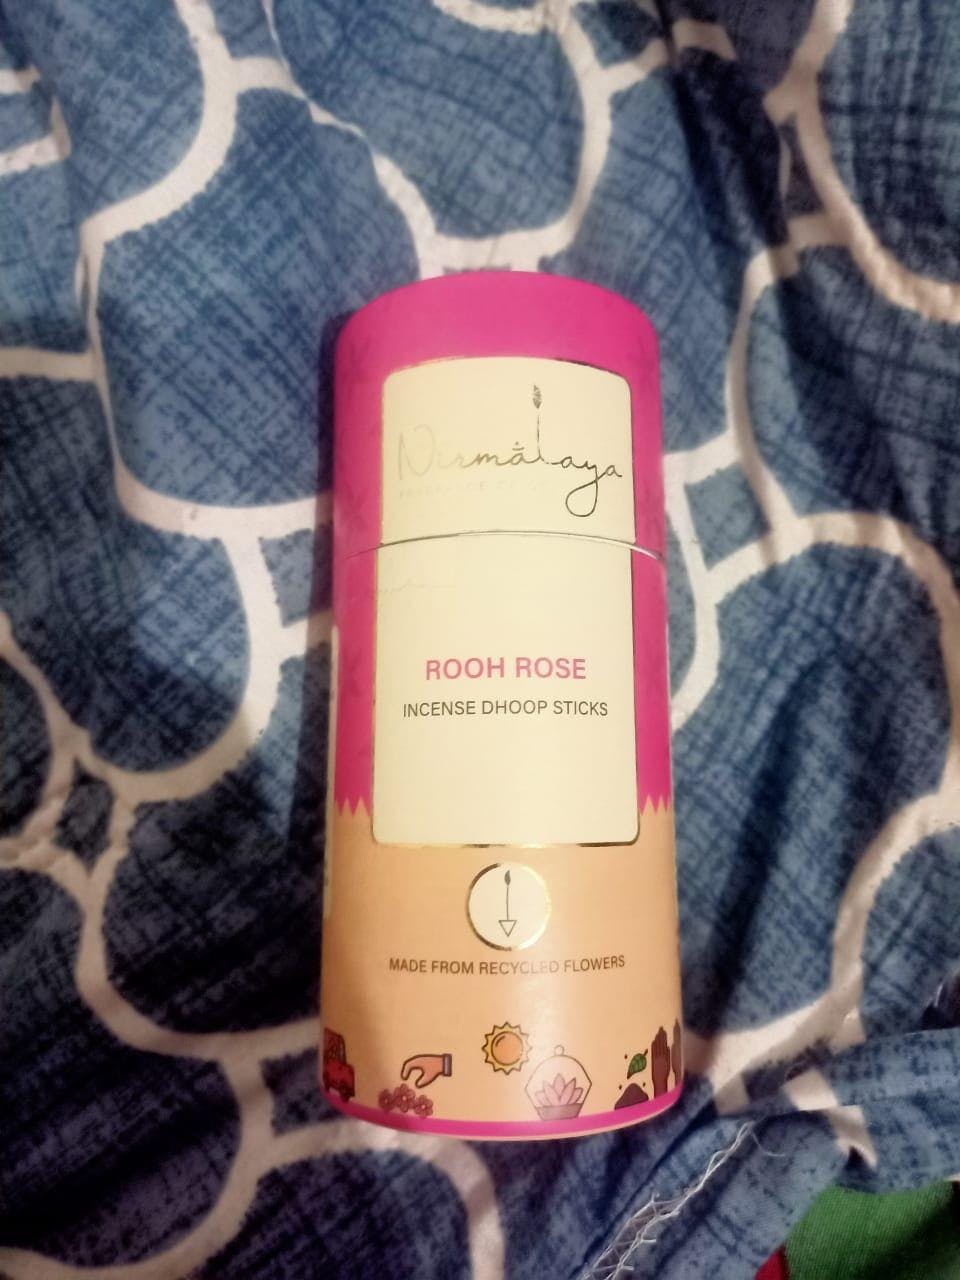 Nirmalaya
ROOH ROSE
INCENSE DHOOP STICKS
MADE FROM RECYCLED FLOWERS